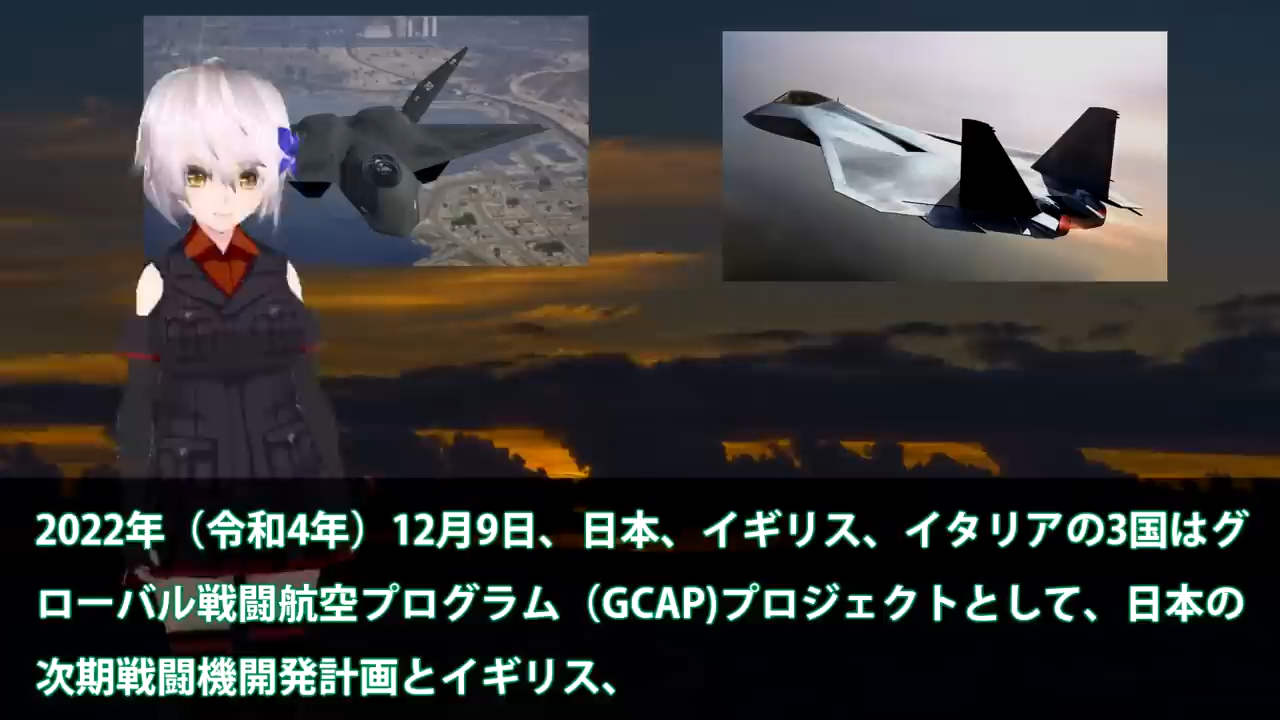 2022年（令和4年）12月9日、日本、イギリス、イタリアの3国はグ
ローバル戦闘航空プログラム（GCAP)プロジェクトとして、日本の
次期戦闘機開発計画とイギリス、